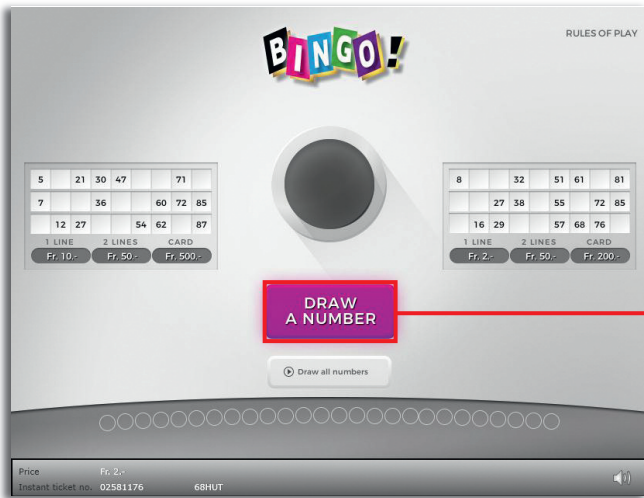 BINGO!
RULES OF PLAY
5 21 30 47 71
7 36 60 72 85
12 27 54 62 87
1 LINE 2 LINES CARD
Fr. 10.- Fr. 50.- Fr. 500.-
8 32 51 61 81
27 38 55 72 85
16 29 57 68 76
1 LINE 2 LINES CARD
Fr. 2.- Fr. 50.- Fr. 200.-
DRAW
A NUMBER
Draw all numbers
Price Fr. 2.-
Instant ticket no. 02581176 68HUT